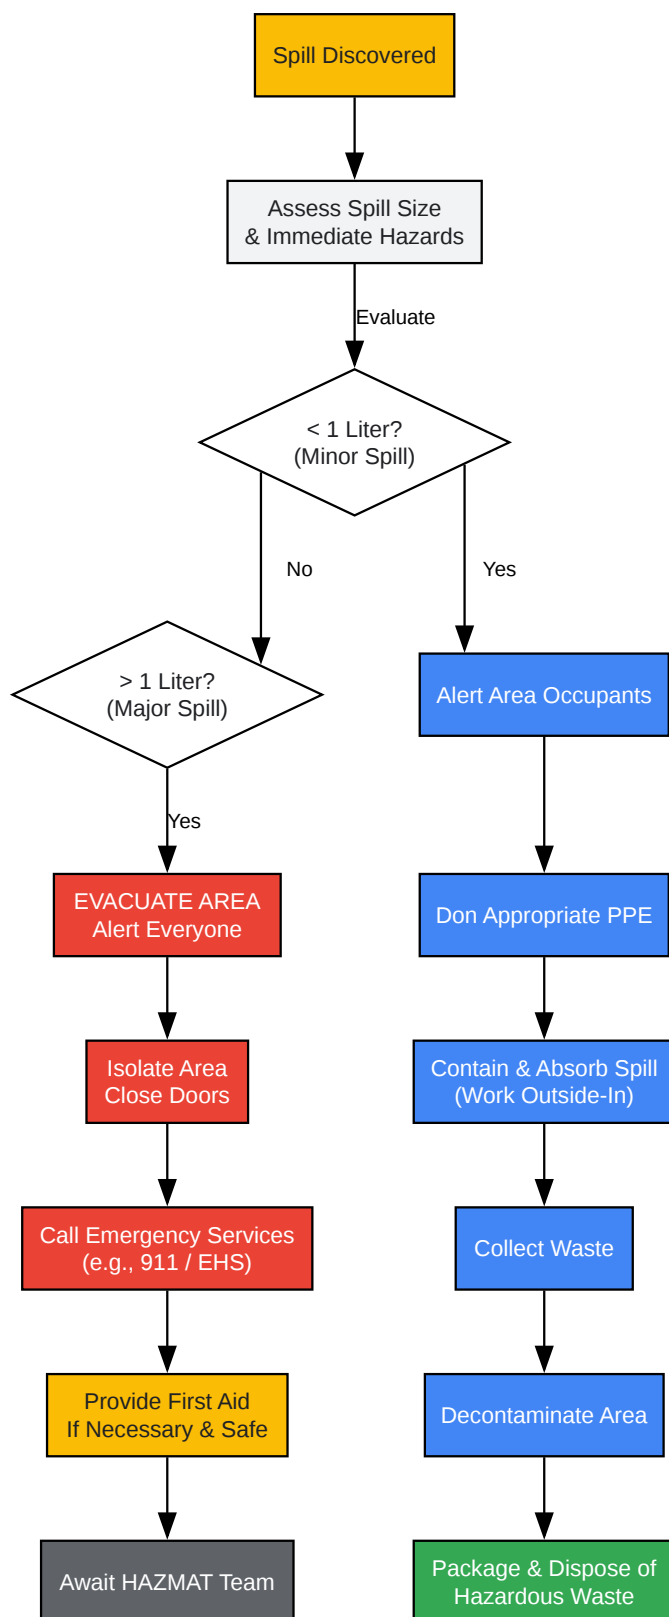 Spill Discovered
Assess Spill Size
& Immediate Hazards
Evaluate
< 1 Liter?
(Minor Spill)
No
Yes
> 1 Liter?
(Major Spill)
Alert Area Occupants
Yes
EVACUATE AREA
Alert Everyone
Don Appropriate PPE
Isolate Area
Close Doors
Contain & Absorb Spill
(Work Outside-In)
Call Emergency Services
(e.g., 911 / EHS)
Collect Waste
Provide First Aid
If Necessary & Safe
Decontaminate Area
Await HAZMAT Team
Package & Dispose of
Hazardous Waste